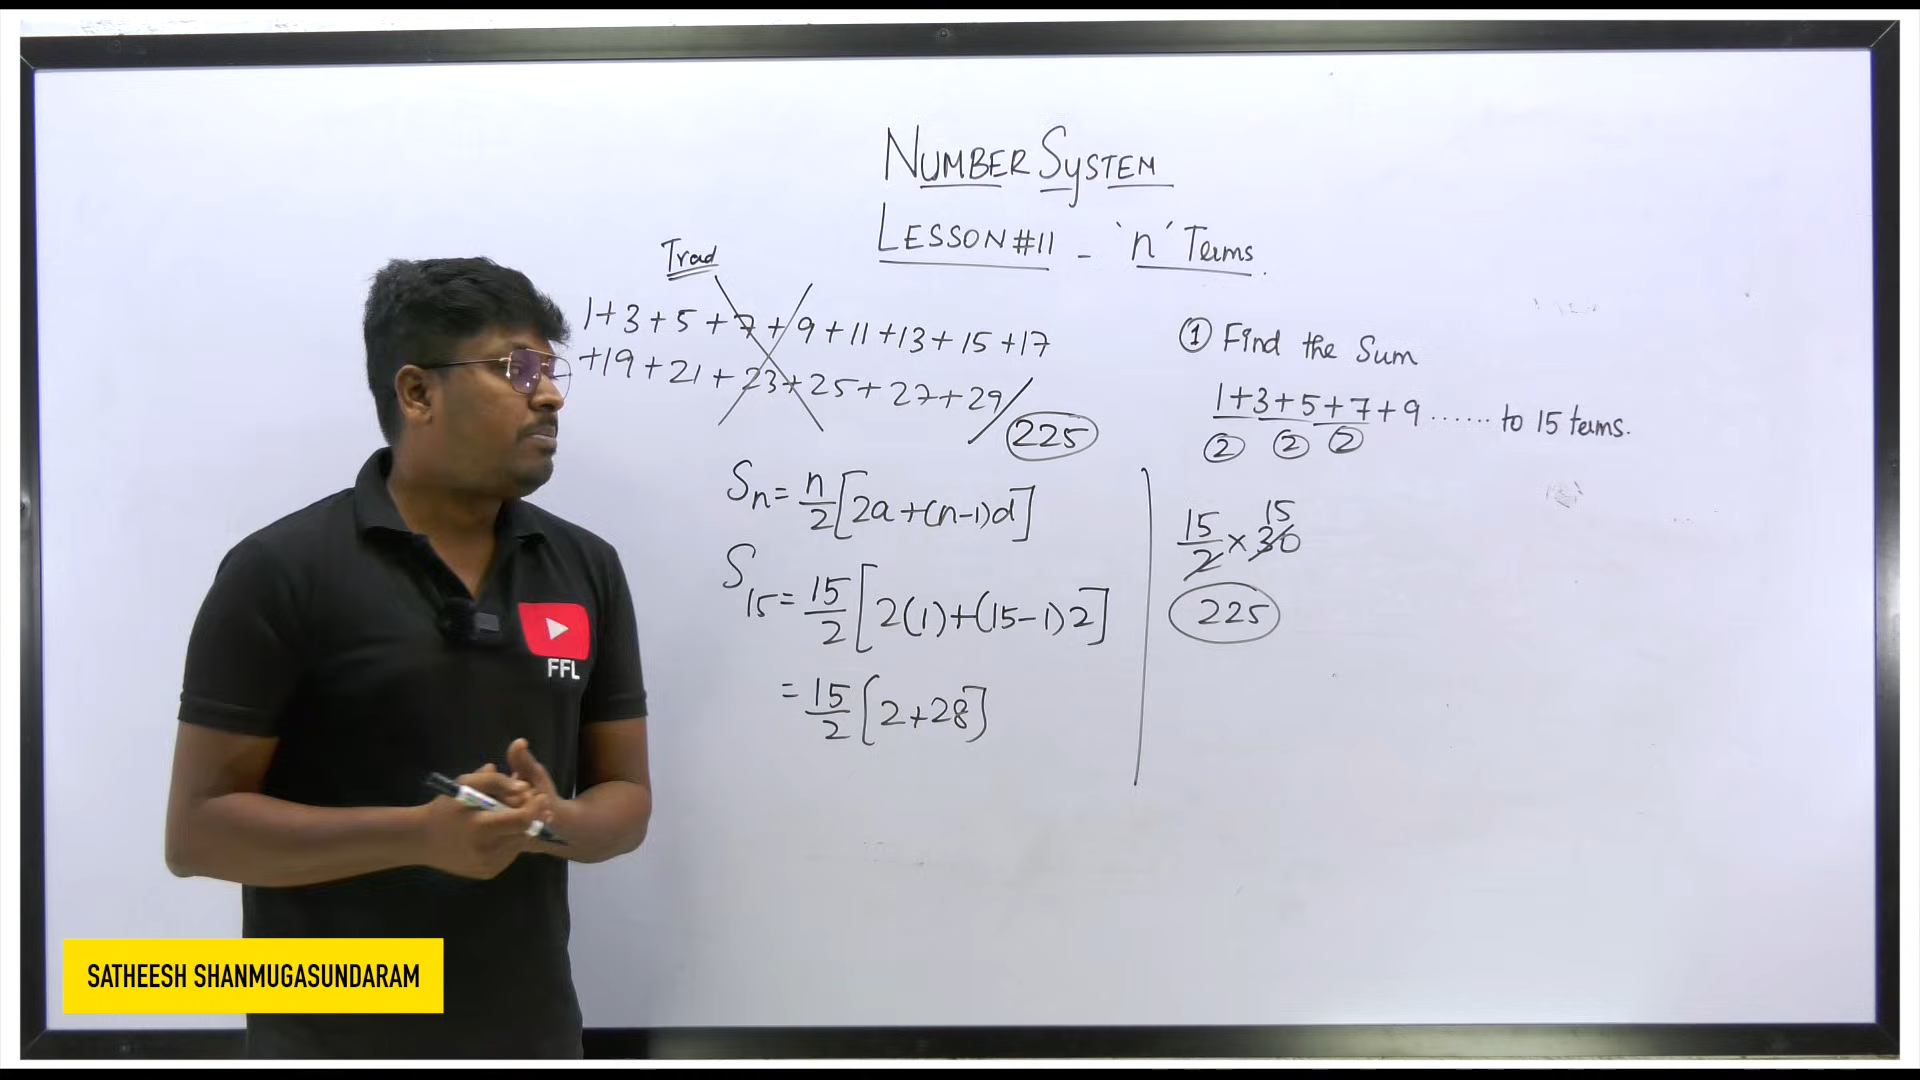 NUMBER SYSTEM
LESSON #11 - 'n' Terms.
Trad
1+3+5+7+9+11+13+15+17
+19+21+23+25+27+29
225
Sn = n/2 [2a+(n-1)d]
S15 = 15/2 [2(1)+(15-1)2]
= 15/2 [2+28]
① Find the Sum
1+3+5+7+9 ...... to 15 terms.
② ② ②
15
15/2 × 30
225
FFL
SATHEESH SHANMUGASUNDARAM